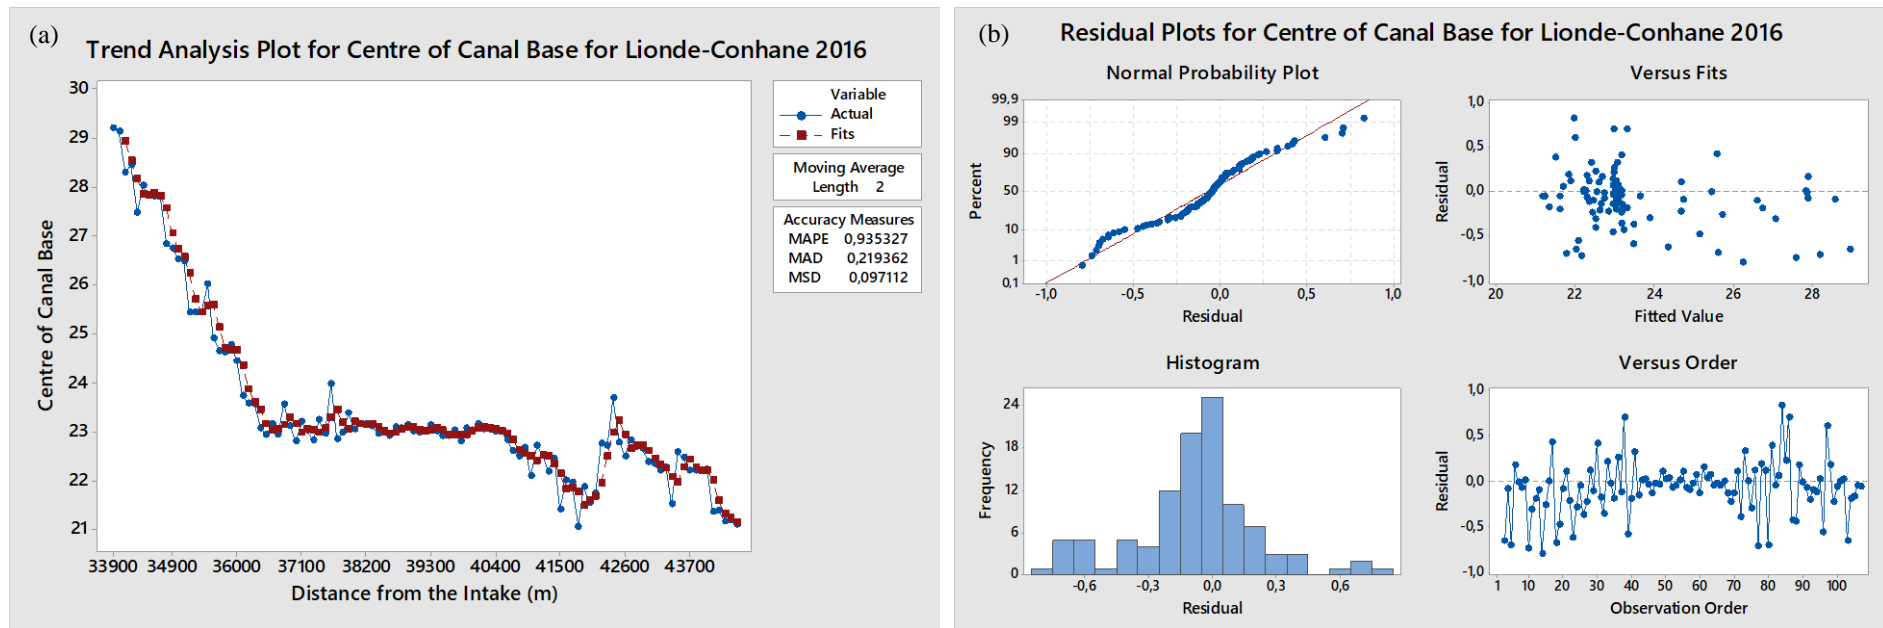 (a)
Trend Analysis Plot for Centre of Canal Base for Lionde-Conhane 2016
30
29
28
27
26
25
24
23
22
21
Centre of Canal Base
33900 34900 36000 37100 38200 39300 40400 41500 42600 43700
Distance from the Intake (m)
Variable
Actual
Fits
Moving Average
Length 2
Accuracy Measures
MAPE 0,935327
MAD 0,219362
MSD 0,097112
(b)
Residual Plots for Centre of Canal Base for Lionde-Conhane 2016
Normal Probability Plot
99,9
99
90
50
10
1
0,1
Percent
-1,0 -0,5 0,0 0,5 1,0
Residual
Versus Fits
1,0
0,5
0,0
-0,5
-1,0
Residual
20 22 24 26 28
Fitted Value
Histogram
24
18
12
6
0
Frequency
-0,6 -0,3 0,0 0,3 0,6
Residual
Versus Order
1,0
0,5
0,0
-0,5
-1,0
Residual
1 10 20 30 40 50 60 70 80 90 100
Observation Order